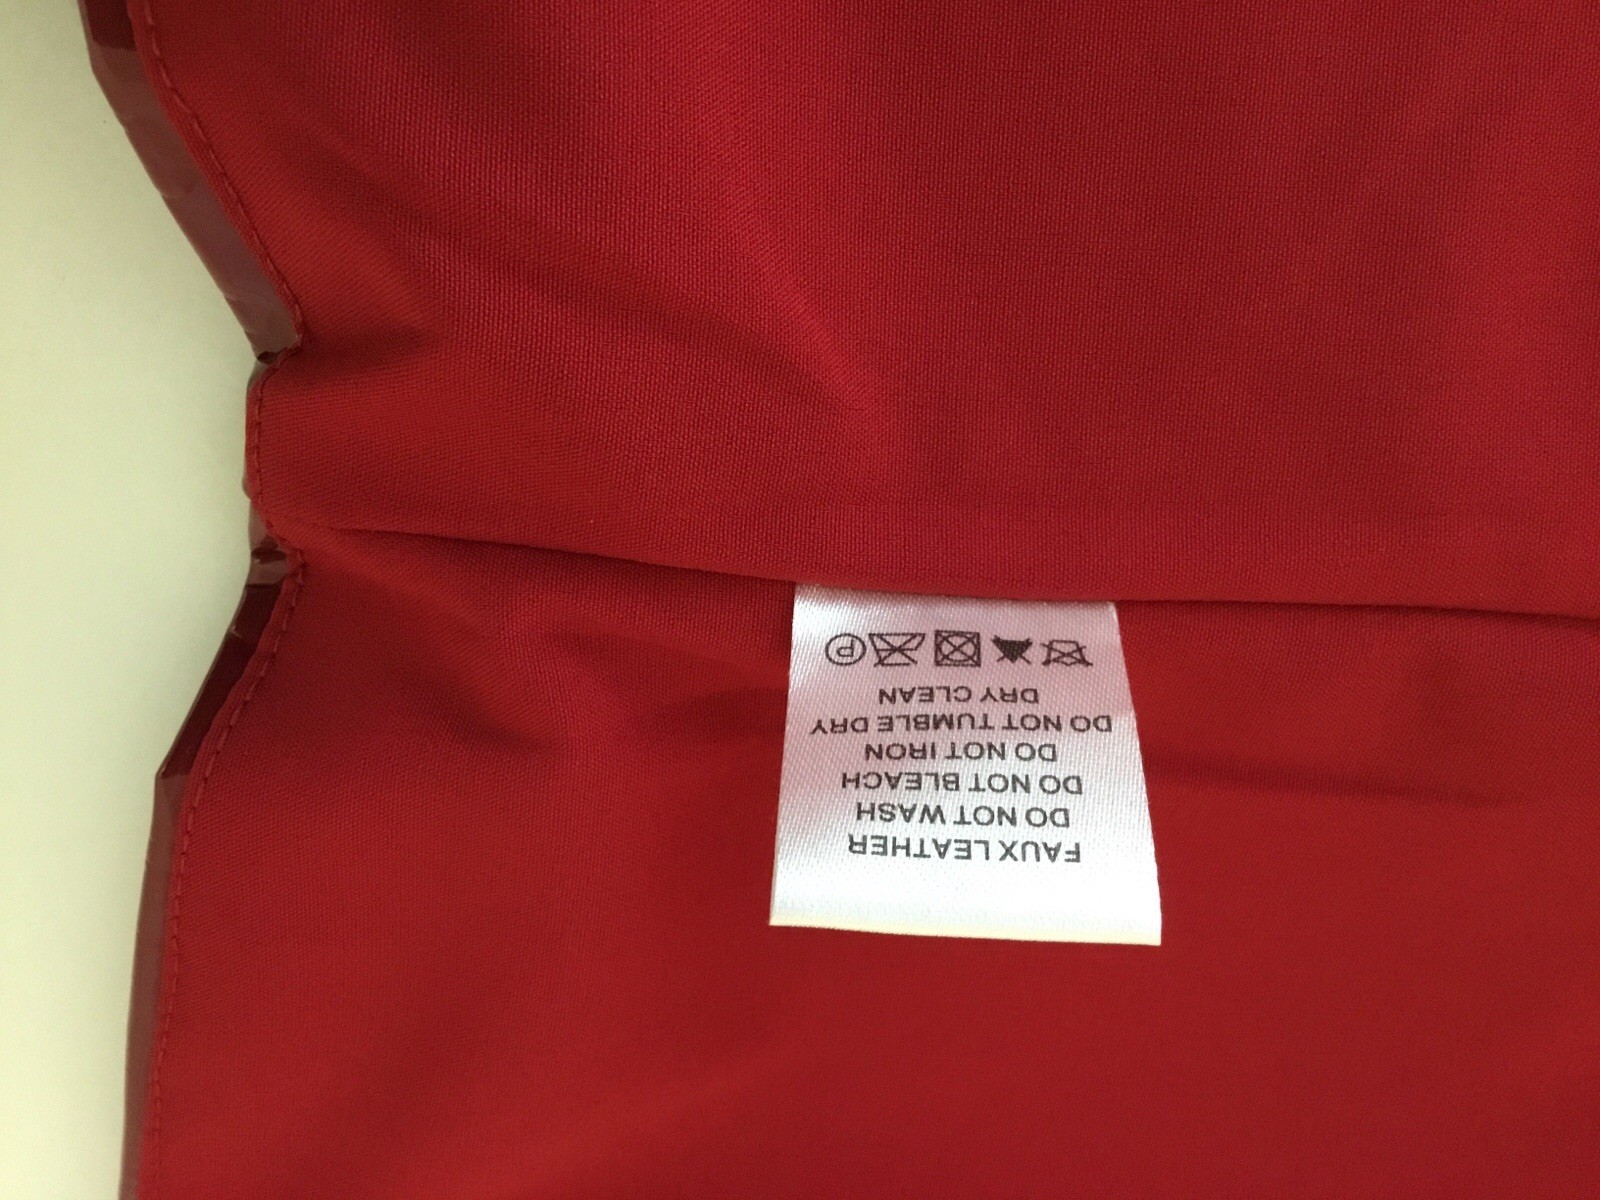 FAUX LEATHER
DO NOT WASH
DO NOT BLEACH
DO NOT IRON
DO NOT TUMBLE DRY
DRY CLEAN
P